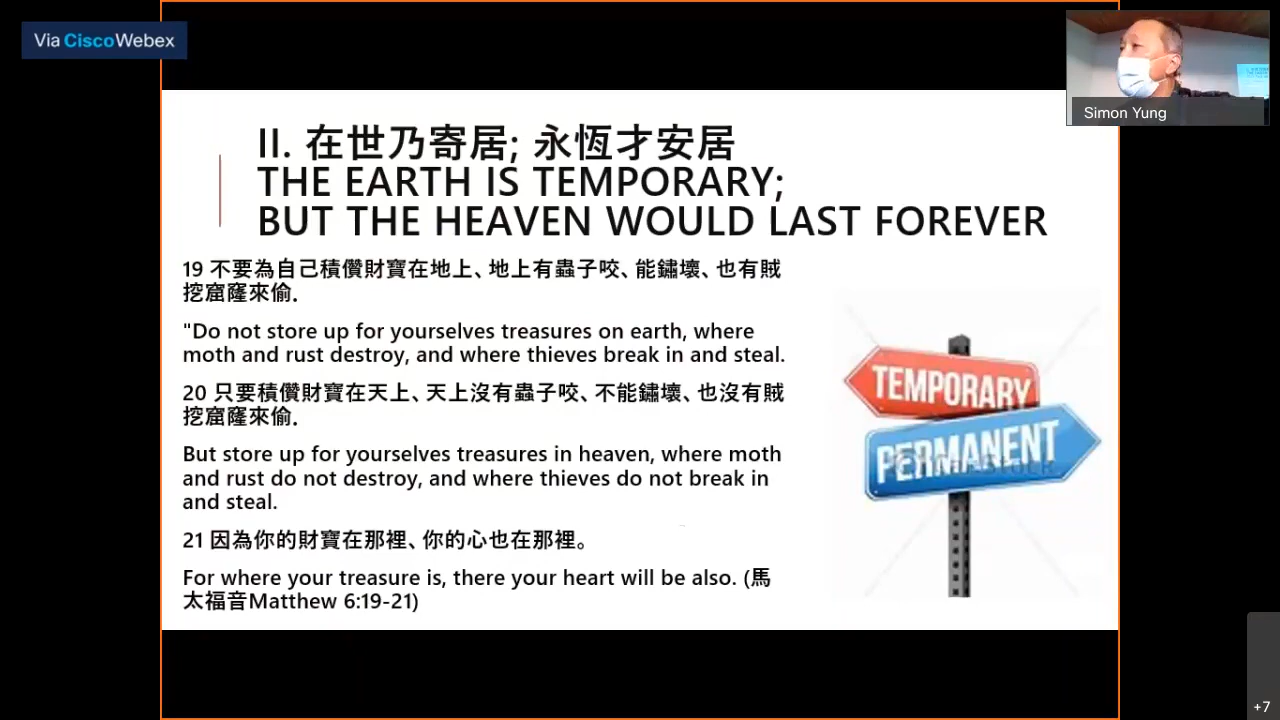 Via Cisco Webex
Simon Yung
II. 在世乃寄居; 永恆才安居
THE EARTH IS TEMPORARY;
BUT THE HEAVEN WOULD LAST FOREVER
19 不要為自己積儹財寶在地上、地上有蟲子咬、能鏽壞、也有賊
挖窟窿來偷.
"Do not store up for yourselves treasures on earth, where
moth and rust destroy, and where thieves break in and steal.
20 只要積儹財寶在天上、天上沒有蟲子咬、不能鏽壞、也沒有賊
挖窟窿來偷.
But store up for yourselves treasures in heaven, where moth
and rust do not destroy, and where thieves do not break in
and steal.
21 因為你的財寶在那裡、你的心也在那裡。
For where your treasure is, there your heart will be also. (馬
太福音Matthew 6:19-21)
TEMPORARY
PERMANENT
+7